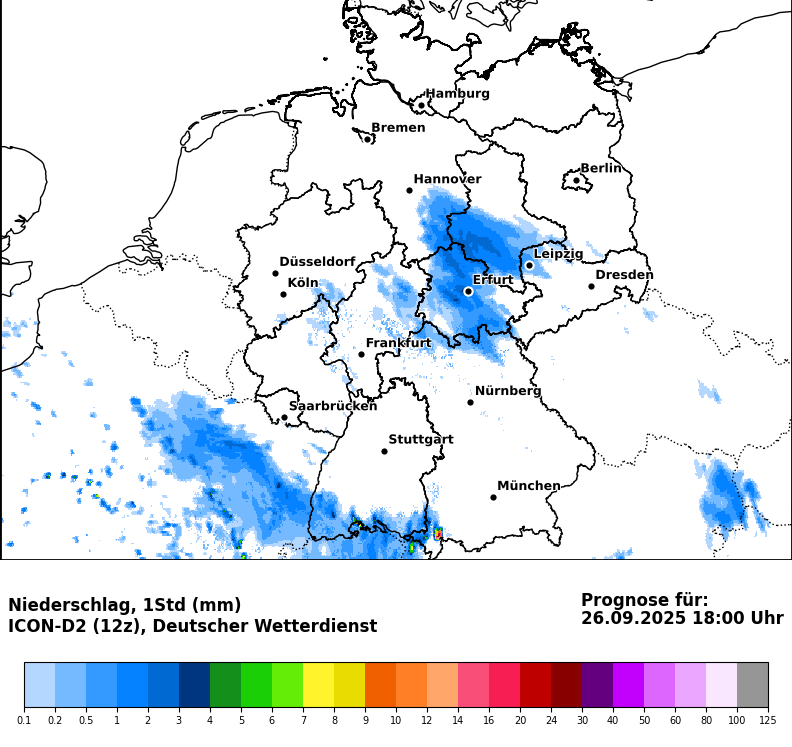 Hamburg
Bremen
Berlin
Hannover
Leipzig
Düsseldorf
Dresden
Köln
Erfurt
Frankfurt
Nürnberg
Saarbrücken
Stuttgart
München
Niederschlag, 1Std (mm)
ICON-D2 (12z), Deutscher Wetterdienst
Prognose für:
26.09.2025 18:00 Uhr
0.1 0.2 0.5 1 2 3 4 5 6 7 8 9 10 12 14 16 20 24 30 40 50 60 80 100 125